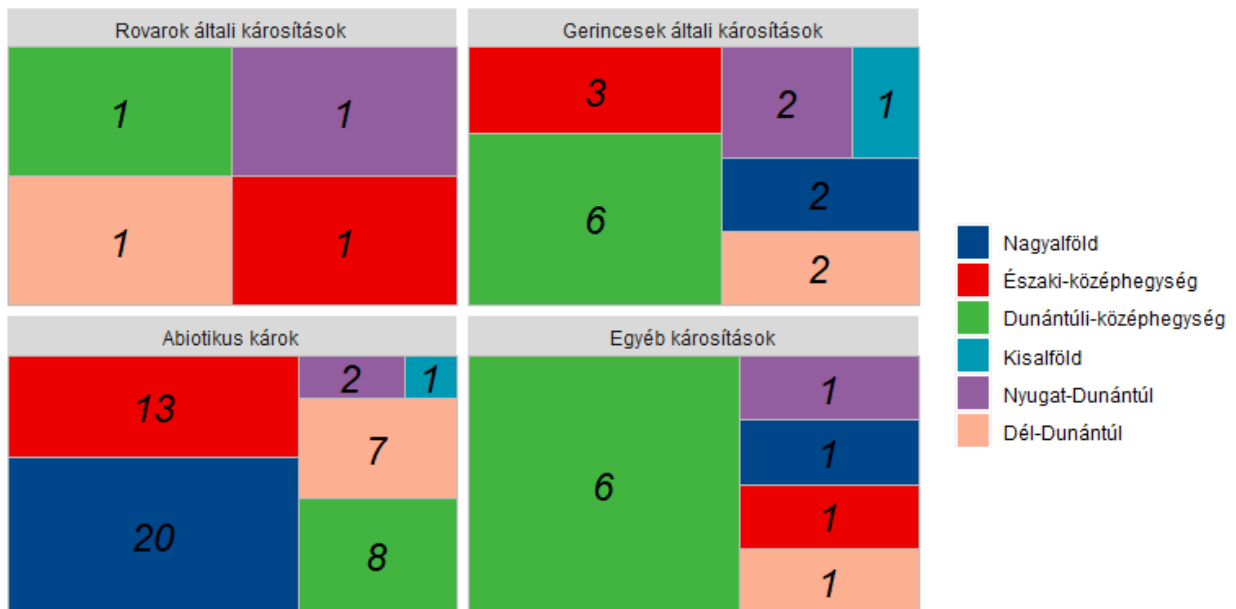 Rovarok általi károsítások
1
1
1
1
Gerincesek általi károsítások
3
2
1
6
2
2
Abiotikus károk
13
2
1
7
20
8
Egyéb károsítások
6
1
1
1
1
Nagyalföld
Északi-középhegység
Dunántúli-középhegység
Kisalföld
Nyugat-Dunántúl
Dél-Dunántúl